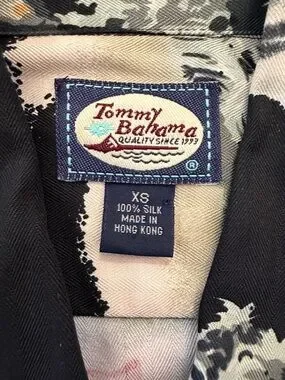 Tommy
Bahama
QUALITY SINCE 1993
®
XS
100% SILK
MADE IN
HONG KONG